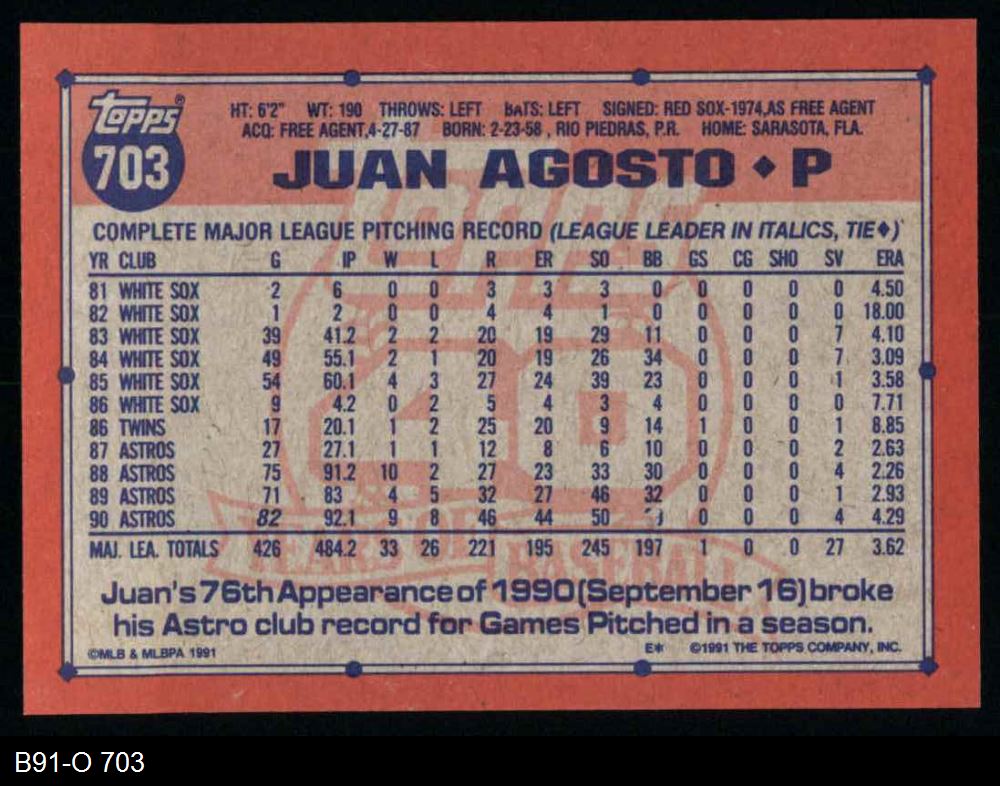 topps®
703
HT: 6'2" WT: 190 THROWS: LEFT BATS: LEFT SIGNED: RED SOX-1974,AS FREE AGENT
ACQ: FREE AGENT,4-27-87 BORN: 2-23-58 , RIO PIEDRAS, P.R. HOME: SARASOTA, FLA.
JUAN AGOSTO ◆ P
COMPLETE MAJOR LEAGUE PITCHING RECORD (LEAGUE LEADER IN ITALICS, TIE◆)
YR CLUB G IP W L R ER SO BB GS CG SHO SV ERA
81 WHITE SOX 2 6 0 0 3 3 3 0 0 0 0 0 4.50
82 WHITE SOX 1 2 0 0 4 4 1 0 0 0 0 0 18.00
83 WHITE SOX 39 41.2 2 2 20 19 29 11 0 0 0 7 4.10
84 WHITE SOX 49 55.1 2 1 20 19 26 34 0 0 0 7 3.09
85 WHITE SOX 54 60.1 4 3 27 24 39 23 0 0 0 1 3.58
86 WHITE SOX 9 4.2 0 2 5 4 3 4 0 0 0 0 7.71
86 TWINS 17 20.1 1 2 25 20 9 14 1 0 0 1 8.85
87 ASTROS 27 27.1 1 1 12 8 6 10 0 0 0 2 2.63
88 ASTROS 75 91.2 10 2 27 23 33 30 0 0 0 4 2.26
89 ASTROS 71 83 4 5 32 27 46 32 0 0 0 1 2.93
90 ASTROS 82 92.1 9 8 46 44 50 0 0 0 4 4.29
MAJ. LEA. TOTALS 426 484.2 33 26 221 195 245 197 1 0 0 27 3.62
topps
40
YEARS OF BASEBALL
Juan's 76th Appearance of 1990 (September 16) broke
his Astro club record for Games Pitched in a season.
©MLB & MLBPA 1991 E* ©1991 THE TOPPS COMPANY, INC.
B91-O 703